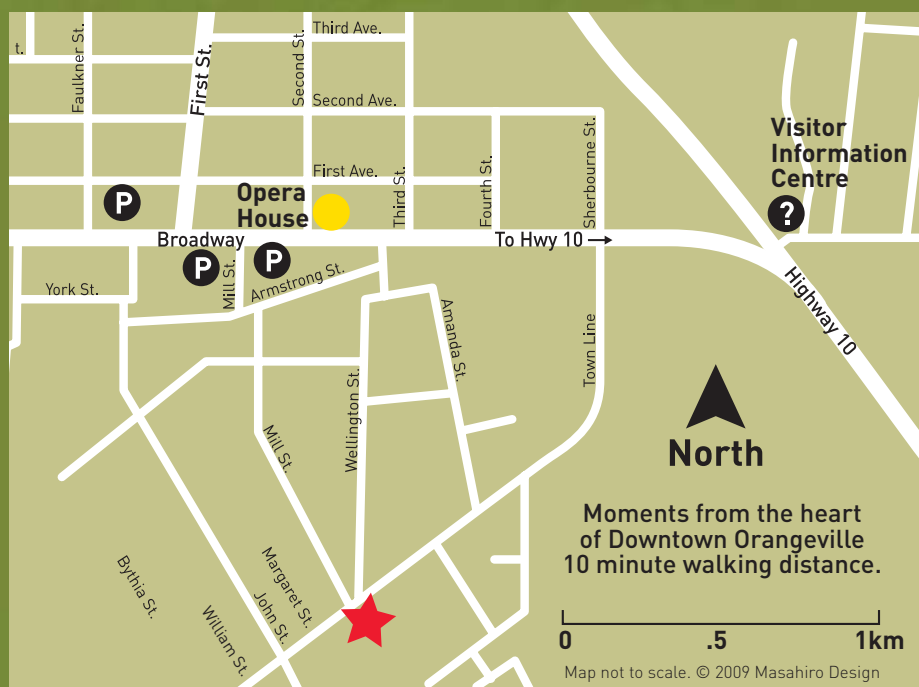 Third Ave.
t.
Faulkner St.
First St.
Second St.
Second Ave.
First Ave.
Third St.
Fourth St.
Sherbourne St.
Visitor
Information
Centre
?
P
Opera
House
Broadway
To Hwy 10 →
P
P
Mill St.
Armstrong St.
York St.
Highway 10
Amanda St.
Town Line
Wellington St.
Mill St.
North
Moments from the heart
of Downtown Orangeville
10 minute walking distance.
Bythia St.
William St.
John St.
Margaret St.
0 .5 1km
Map not to scale. © 2009 Masahiro Design